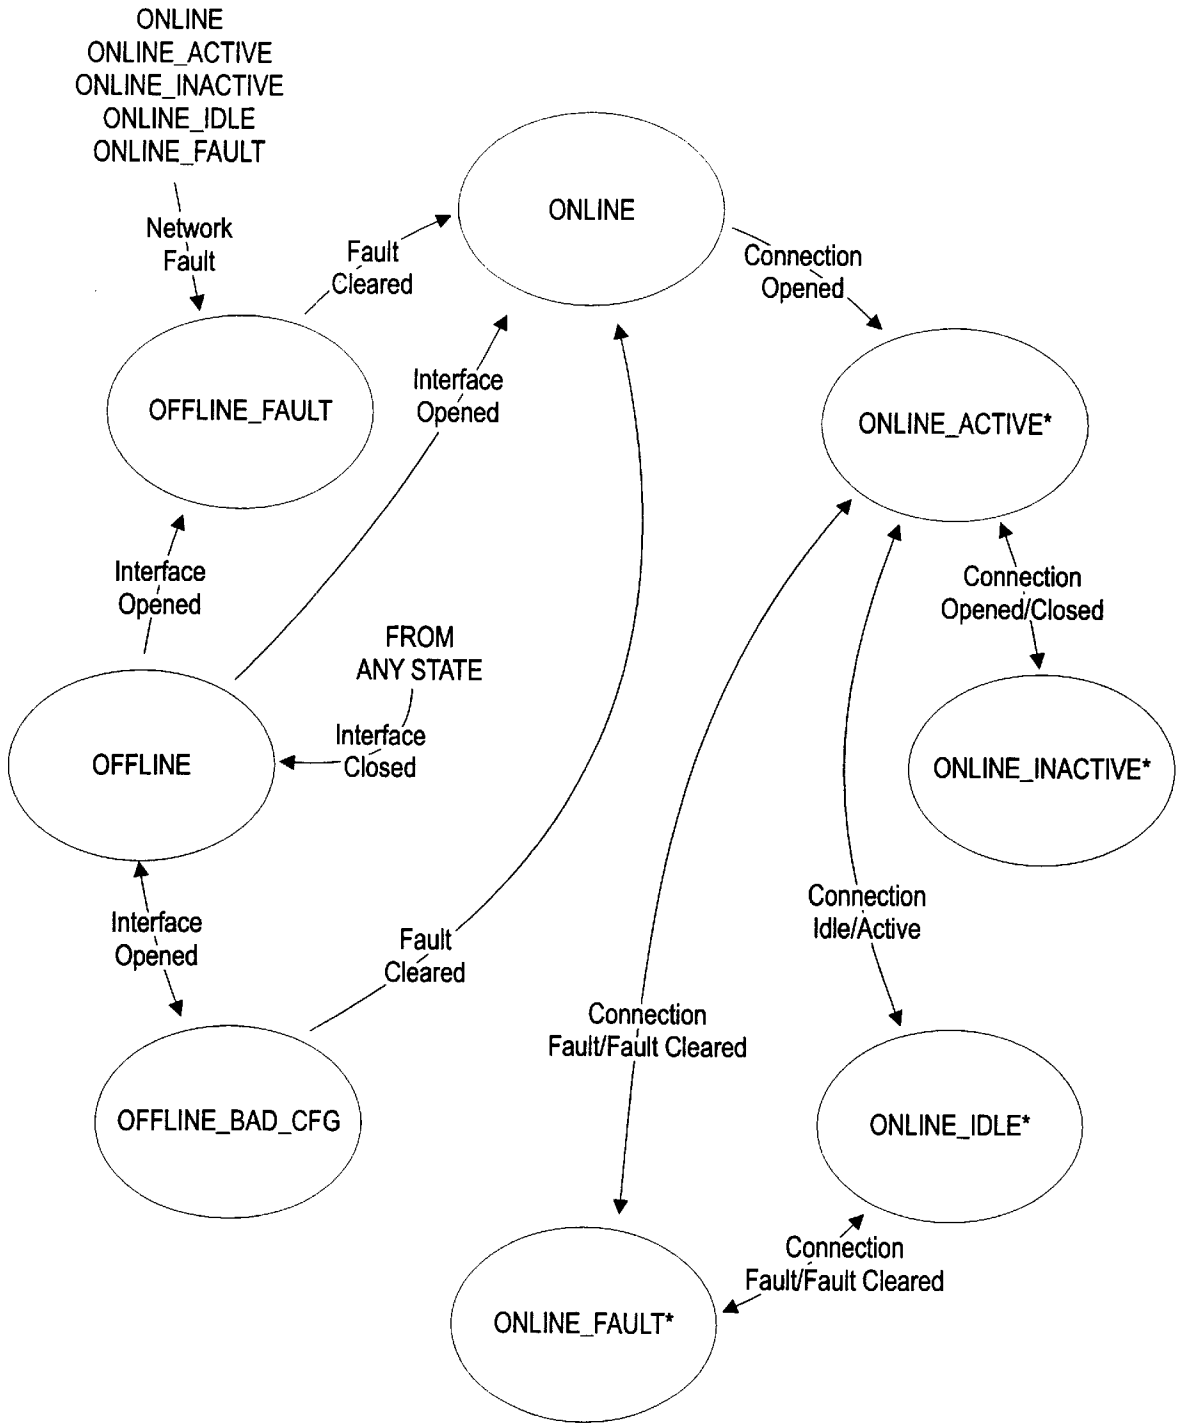 ONLINE
ONLINE_ACTIVE
ONLINE_INACTIVE
ONLINE_IDLE
ONLINE_FAULT
Network
Fault
Fault
Cleared
ONLINE
Connection
Opened
OFFLINE_FAULT
Interface
Opened
ONLINE_ACTIVE*
Interface
Opened
Connection
Opened/Closed
FROM
ANY STATE
Interface
Closed
OFFLINE
ONLINE_INACTIVE*
Interface
Opened
Fault
Cleared
Connection
Idle/Active
Connection
Fault/Fault Cleared
OFFLINE_BAD_CFG
ONLINE_IDLE*
Connection
Fault/Fault Cleared
ONLINE_FAULT*